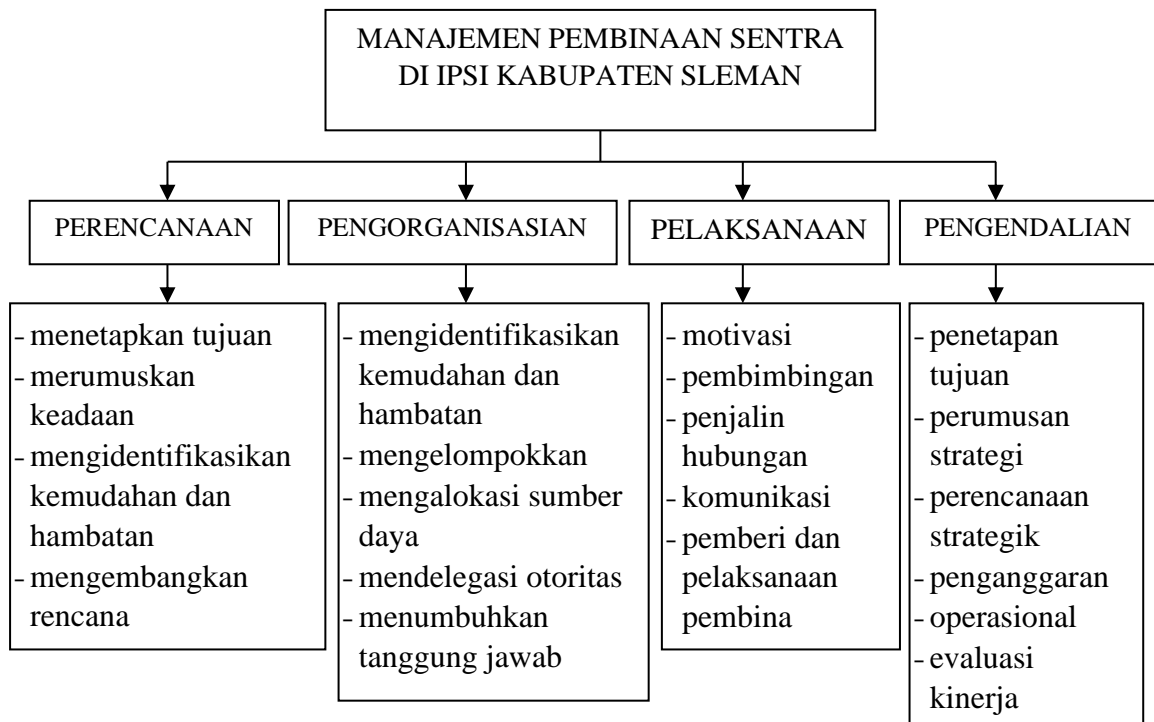 MANAJEMEN PEMBINAAN SENTRA
DI IPSI KABUPATEN SLEMAN
PERENCANAAN
PENGORGANISASIAN
PELAKSANAAN
PENGENDALIAN
- menetapkan tujuan
- merumuskan
keadaan
- mengidentifikasikan
kemudahan dan
hambatan
- mengembangkan
rencana
- mengidentifikasikan
kemudahan dan
hambatan
- mengelompokkan
- mengalokasi sumber
daya
- mendelegasi otoritas
- menumbuhkan
tanggung jawab
- motivasi
- pembimbingan
- penjalin
hubungan
- komunikasi
- pemberi dan
pelaksanaan
pembina
- penetapan
tujuan
- perumusan
strategi
- perencanaan
strategik
- penganggaran
- operasional
- evaluasi
kinerja